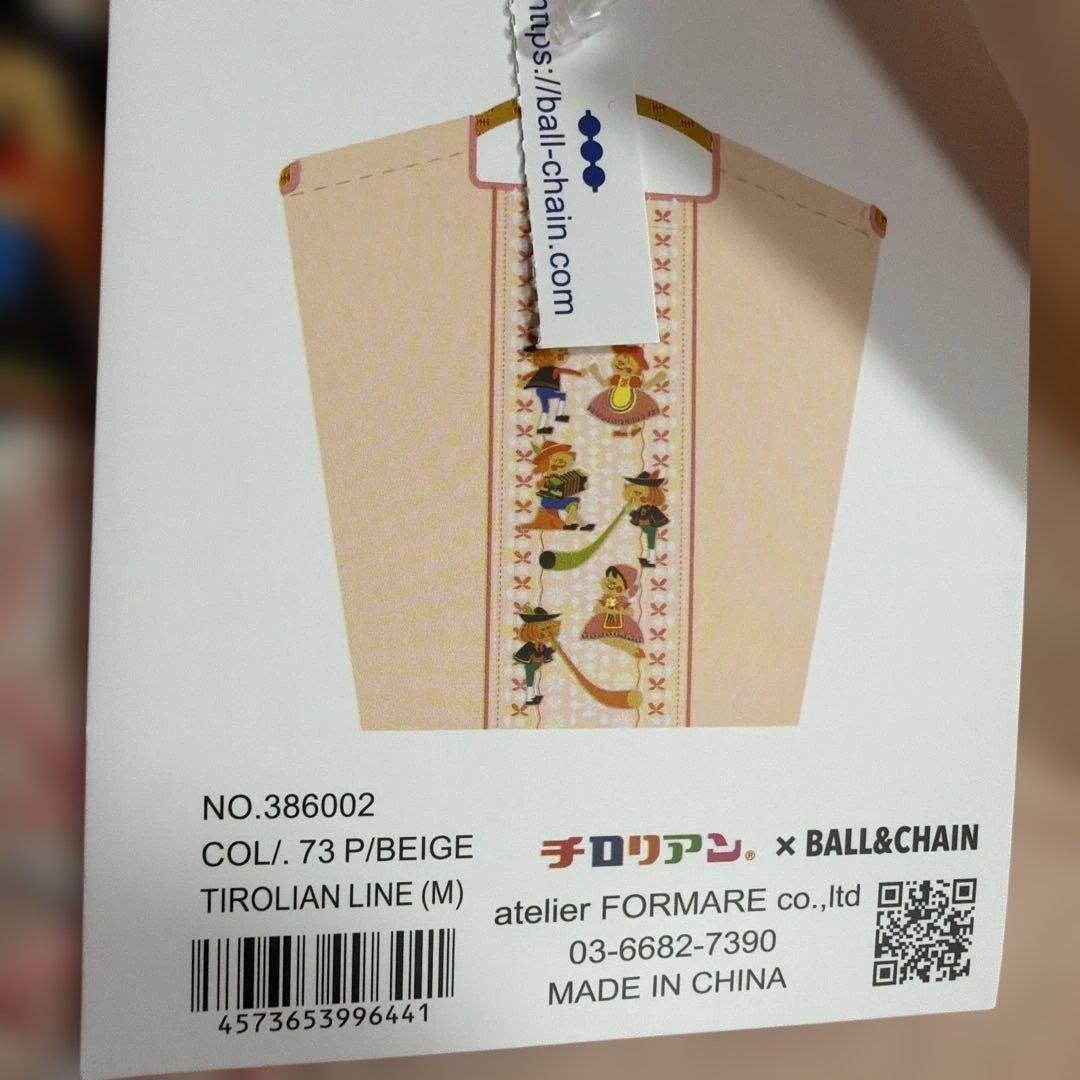 https://ball-chain.com
NO.386002
COL/. 73 P/BEIGE
TIROLIAN LINE (M)
4573653996441
チロリアン® × BALL&CHAIN
atelier FORMARE co.,ltd
03-6682-7390
MADE IN CHINA